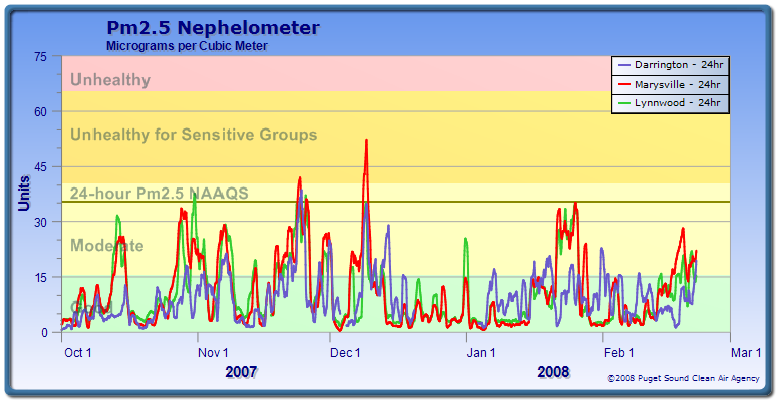 Pm2.5 Nephelometer
Micrograms per Cubic Meter
75
60
45
30
15
0
Units
Unhealthy
Unhealthy for Sensitive Groups
24-hour Pm2.5 NAAQS
Moderate
Darrington - 24hr
Marysville - 24hr
Lynnwood - 24hr
Oct 1
Nov 1
Dec 1
Jan 1
Feb 1
Mar 1
2007
2008
©2008 Puget Sound Clean Air Agency